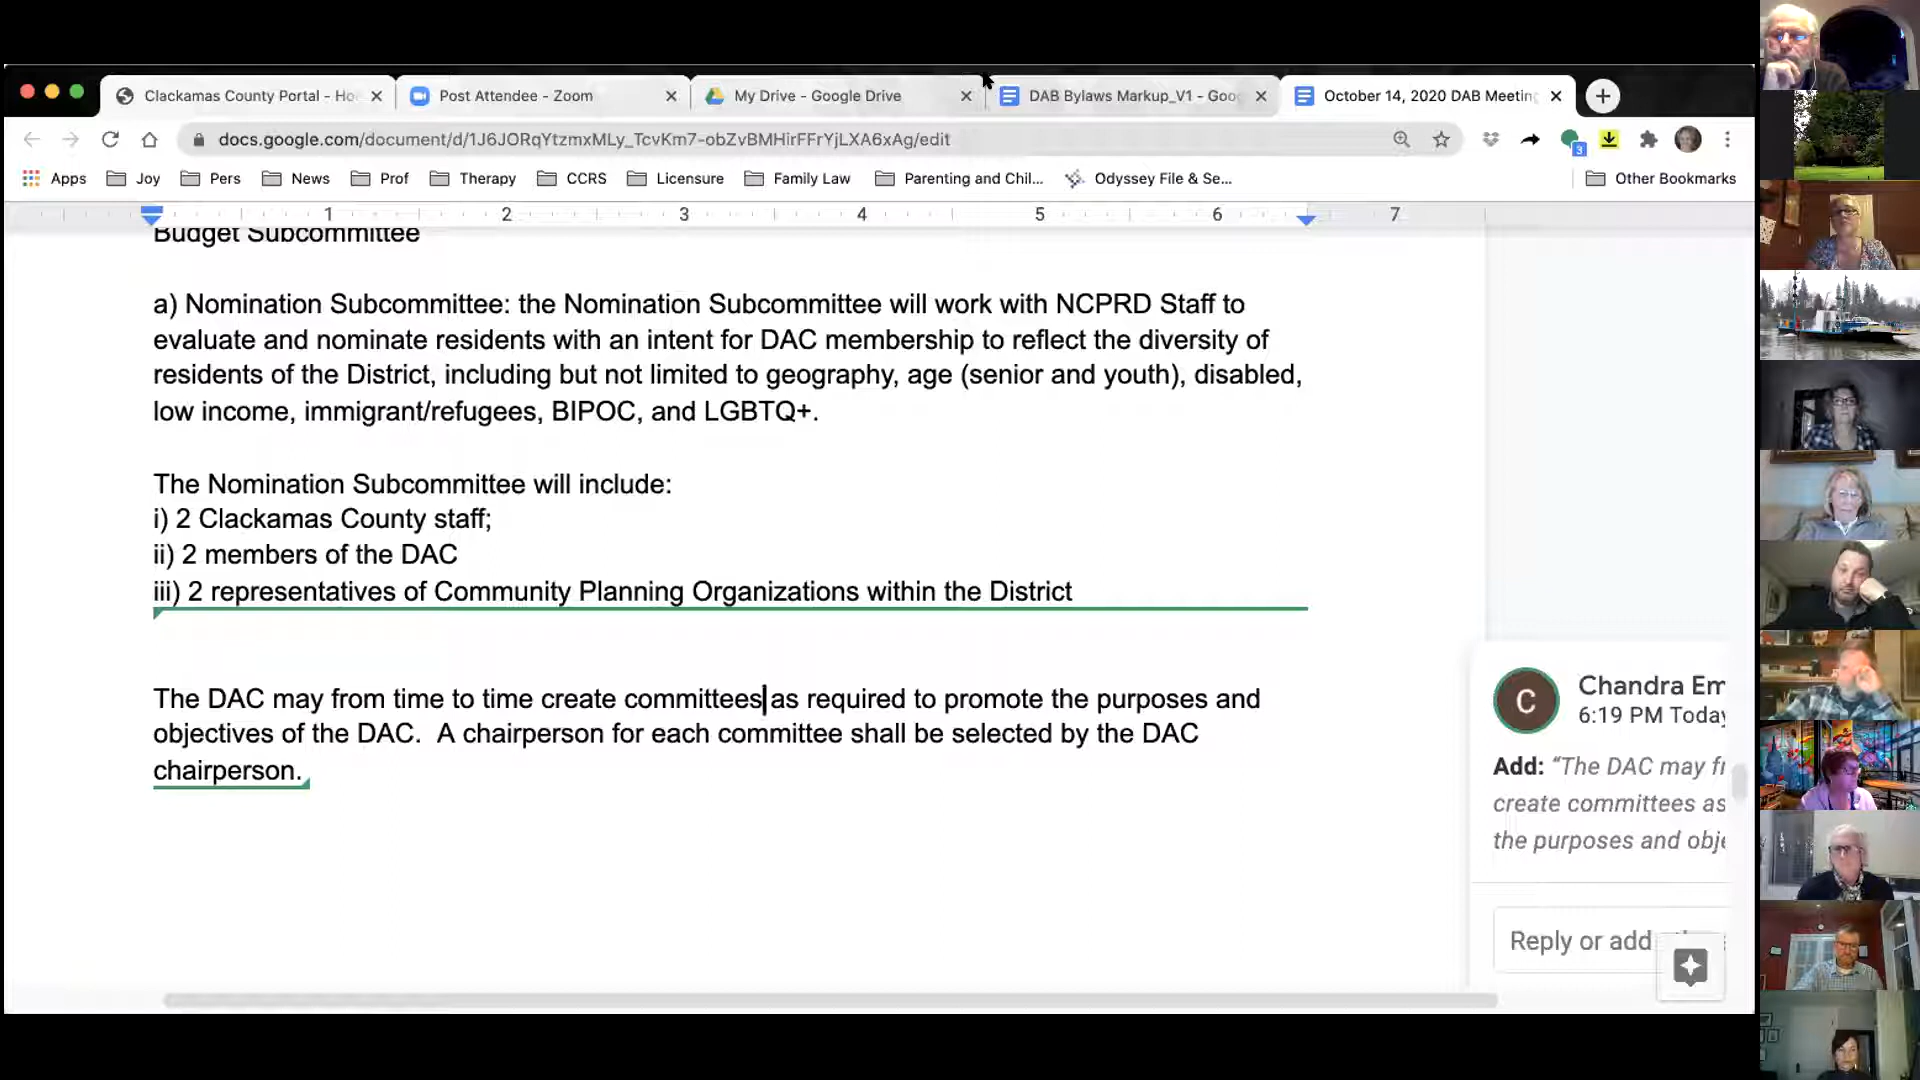 Clackamas County Portal - Ho
Post Attendee - Zoom
My Drive - Google Drive
DAB Bylaws Markup_V1 - Goo
October 14, 2020 DAB Meetin
docs.google.com/document/d/1J6JORqYtzmxMLy_TcvKm7-obZvBMHirFFrYjLXA6xAg/edit
3
Apps
Joy
Pers
News
Prof
Therapy
CCRS
Licensure
Family Law
Parenting and Chil...
Odyssey File & Se...
Other Bookmarks
1 2 3 4 5 6 7
Budget Subcommittee
a) Nomination Subcommittee: the Nomination Subcommittee will work with NCPRD Staff to
evaluate and nominate residents with an intent for DAC membership to reflect the diversity of
residents of the District, including but not limited to geography, age (senior and youth), disabled,
low income, immigrant/refugees, BIPOC, and LGBTQ+.
The Nomination Subcommittee will include:
i) 2 Clackamas County staff;
ii) 2 members of the DAC
iii) 2 representatives of Community Planning Organizations within the District
The DAC may from time to time create committees as required to promote the purposes and
objectives of the DAC.  A chairperson for each committee shall be selected by the DAC
chairperson.
C
Chandra Em
6:19 PM Today
Add: “The DAC may fr
create committees as
the purposes and obje
Reply or add